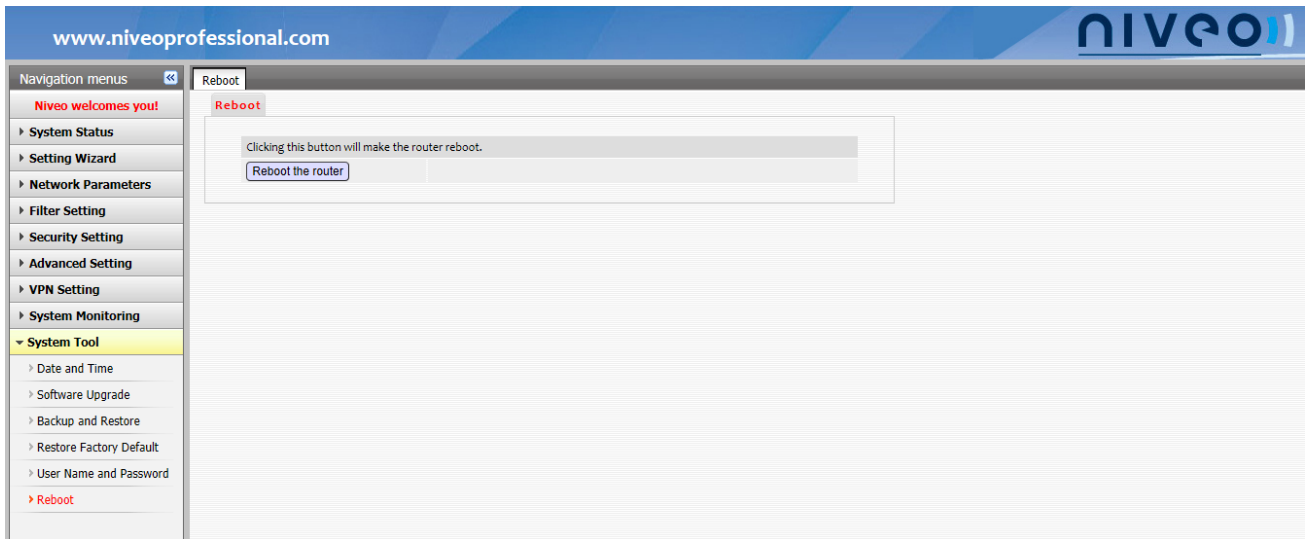 www.niveoprofessional.com
niveo
Navigation menus
Reboot
Niveo welcomes you!
System Status
Setting Wizard
Network Parameters
Filter Setting
Security Setting
Advanced Setting
VPN Setting
System Monitoring
System Tool
Date and Time
Software Upgrade
Backup and Restore
Restore Factory Default
User Name and Password
Reboot
Reboot
Clicking this button will make the router reboot.
Reboot the router